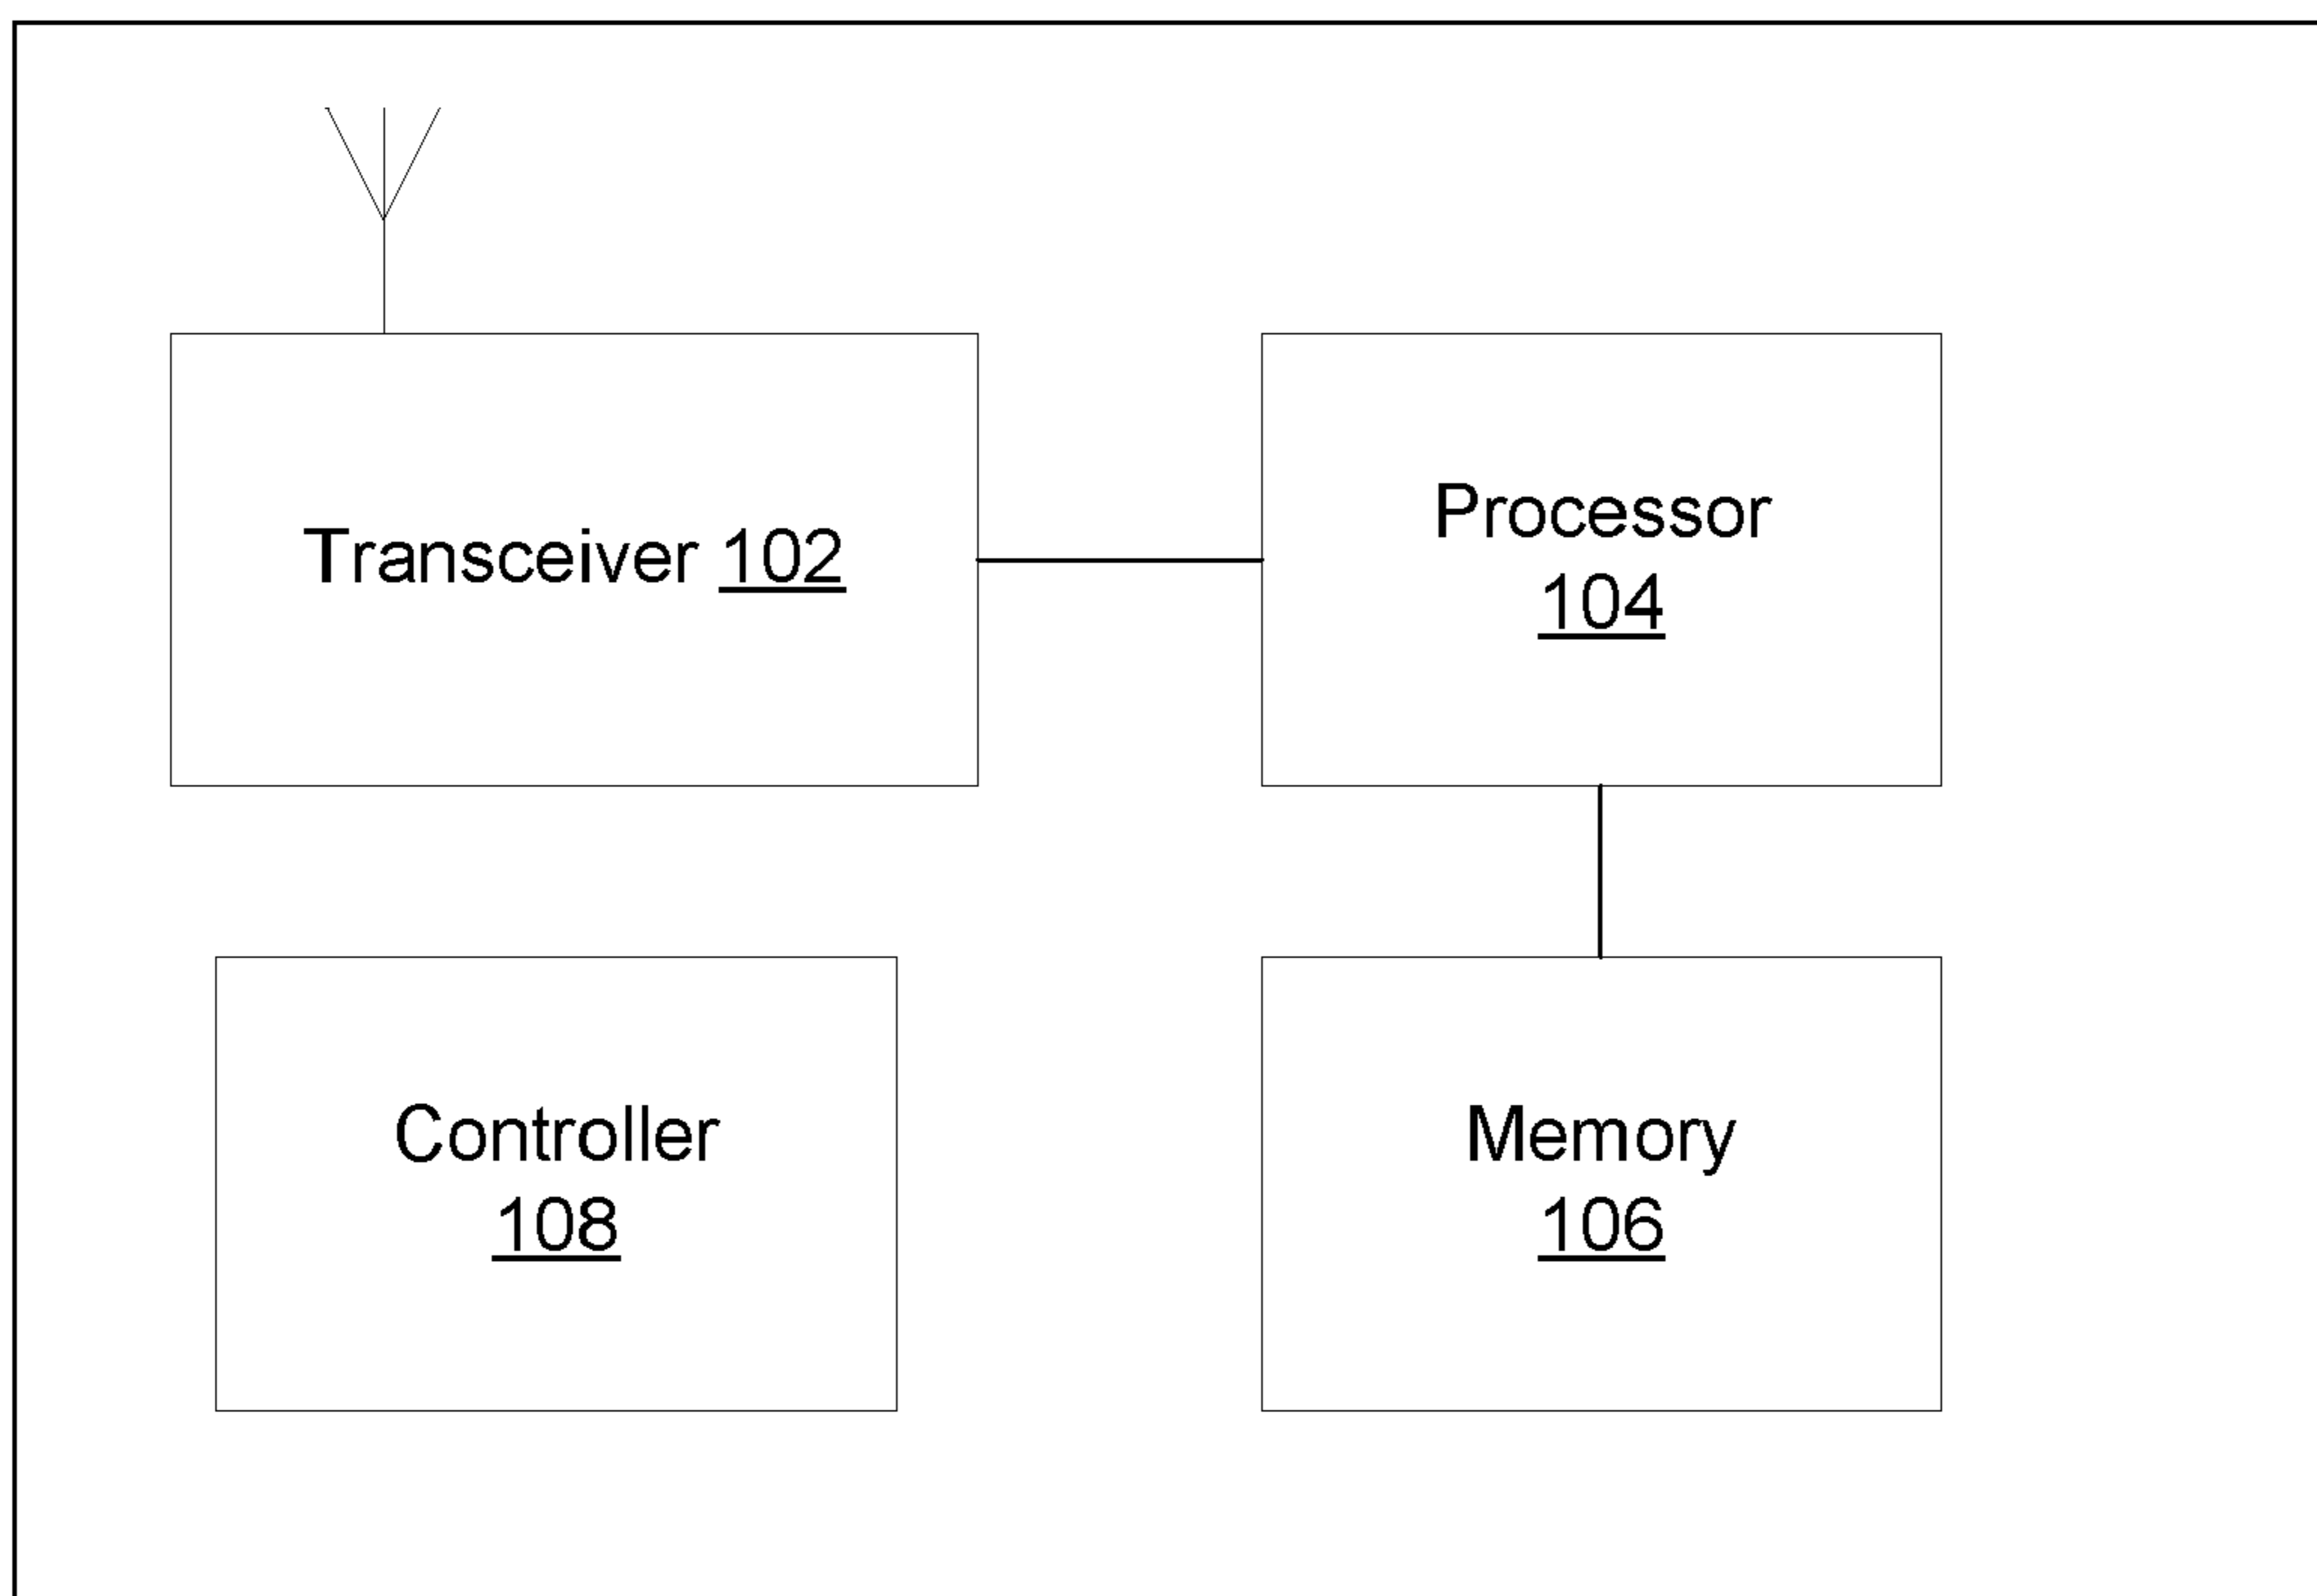 Transceiver 102
Processor
104
Controller
108
Memory
106